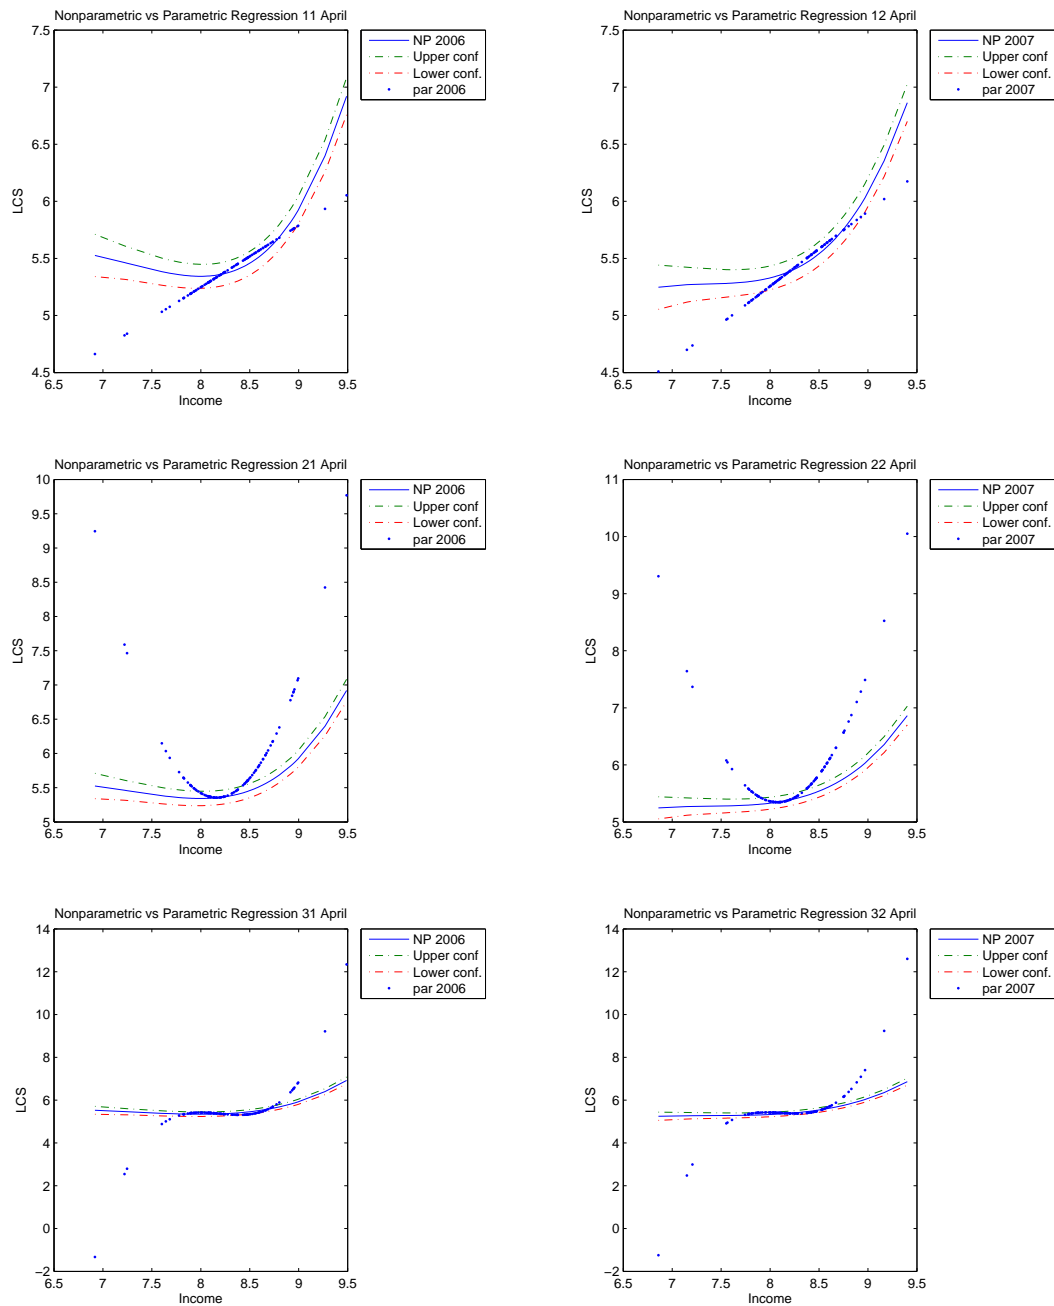 Nonparametric vs Parametric Regression 11 April
7.5
7
6.5
6
5.5
5
4.5
LCS
6.5 7 7.5 8 8.5 9 9.5
Income
NP 2006
Upper conf
Lower conf.
par 2006
Nonparametric vs Parametric Regression 12 April
7.5
7
6.5
6
5.5
5
4.5
LCS
6.5 7 7.5 8 8.5 9 9.5
Income
NP 2007
Upper conf
Lower conf.
par 2007
Nonparametric vs Parametric Regression 21 April
10
9.5
9
8.5
8
7.5
7
6.5
6
5.5
5
LCS
6.5 7 7.5 8 8.5 9 9.5
Income
NP 2006
Upper conf
Lower conf.
par 2006
Nonparametric vs Parametric Regression 22 April
11
10
9
8
7
6
5
LCS
6.5 7 7.5 8 8.5 9 9.5
Income
NP 2007
Upper conf
Lower conf.
par 2007
Nonparametric vs Parametric Regression 31 April
14
12
10
8
6
4
2
0
−2
LCS
6.5 7 7.5 8 8.5 9 9.5
Income
NP 2006
Upper conf
Lower conf.
par 2006
Nonparametric vs Parametric Regression 32 April
14
12
10
8
6
4
2
0
−2
LCS
6.5 7 7.5 8 8.5 9 9.5
Income
NP 2007
Upper conf
Lower conf.
par 2007